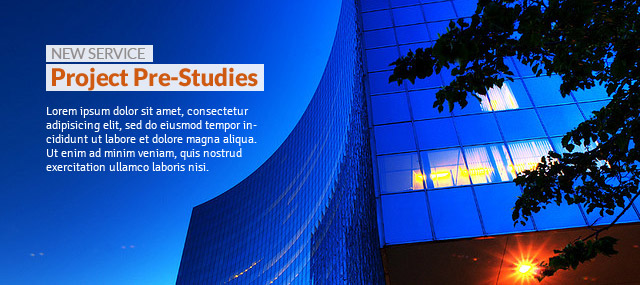 NEW SERVICE
Project Pre-Studies
Lorem ipsum dolor sit amet, consectetur
adipisicing elit, sed do eiusmod tempor in-
cididunt ut labore et dolore magna aliqua.
Ut enim ad minim veniam, quis nostrud
exercitation ullamco laboris nisi.